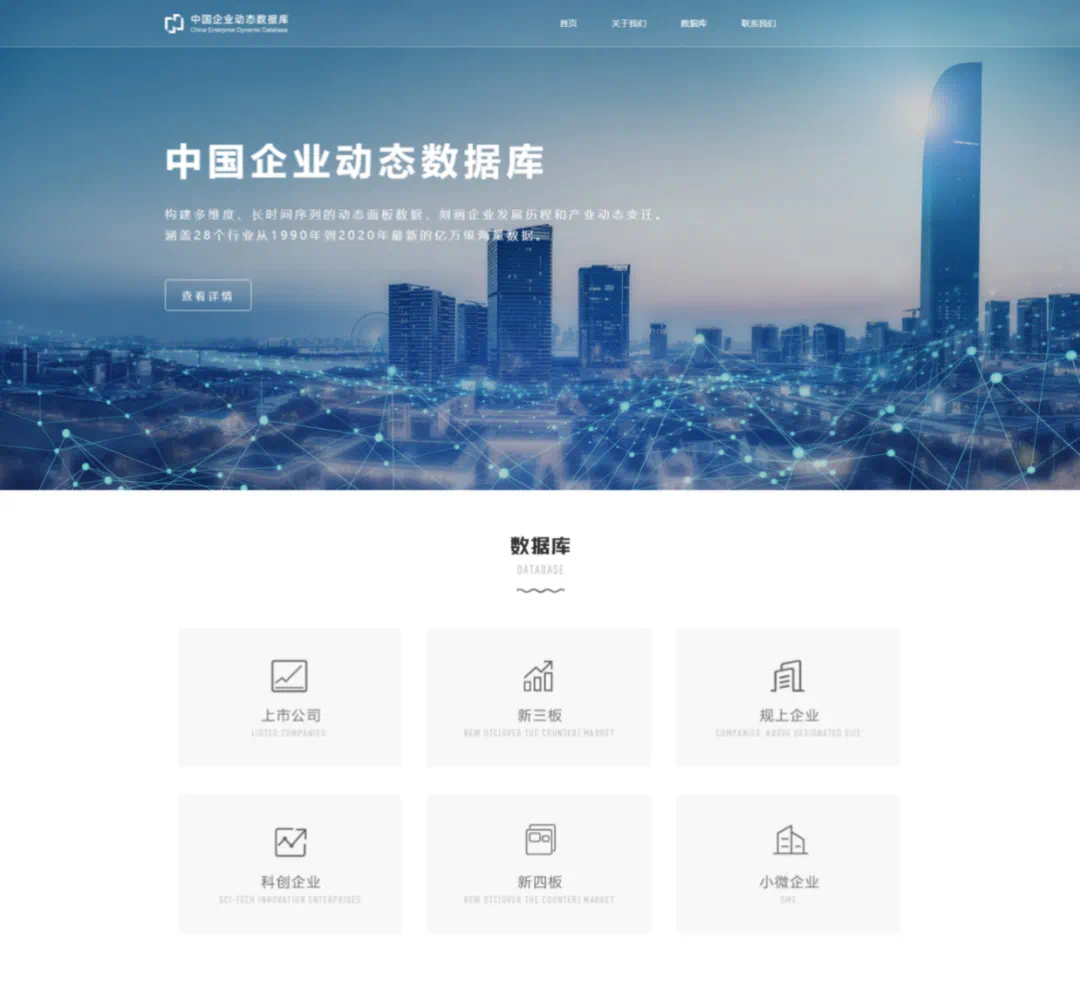 中国企业动态数据库
China Enterprise Dynamic Database
首页 关于我们 数据库 联系我们
中国企业动态数据库
构建多维度、长时间序列的动态面板数据，刻画企业发展历程和产业动态变迁。
涵盖28个行业从1990年到2020年最新的亿万级海量数据。
查看详情
数据库
DATABASE
上市公司
LISTED COMPANIES
新三板
NEW OTC(OVER THE COUNTER) MARKET
规上企业
COMPANIES ABOVE DESIGNATED SIZE
科创企业
SCI-TECH INNOVATION ENTERPRISES
新四板
NEW OTC(OVER THE COUNTER) MARKET
小微企业